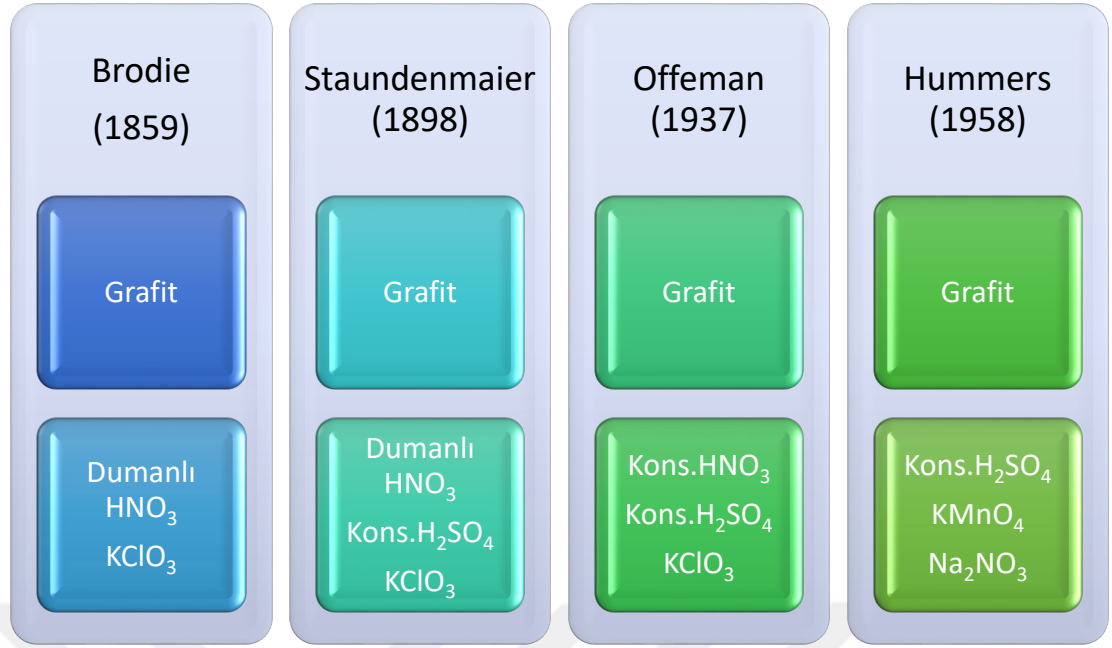 Brodie
(1859)
Grafit
Dumanlı
HNO₃
KClO₃
Staundenmaier
(1898)
Grafit
Dumanlı
HNO₃
Kons.H₂SO₄
KClO₃
Offeman
(1937)
Grafit
Kons.HNO₃
Kons.H₂SO₄
KClO₃
Hummers
(1958)
Grafit
Kons.H₂SO₄
KMnO₄
Na₂NO₃